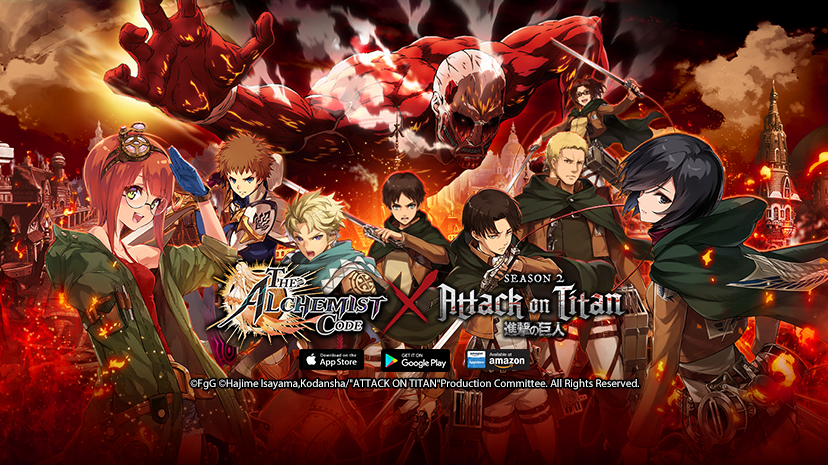 THE
ALCHEMIST
CODE
X
SEASON 2
Attack on Titan
進撃の巨人
Download on the
App Store
GET IT ON
Google Play
Available at
amazon
©FgG ©Hajime Isayama,Kodansha/"ATTACK ON TITAN"Production Committee. All Rights Reserved.